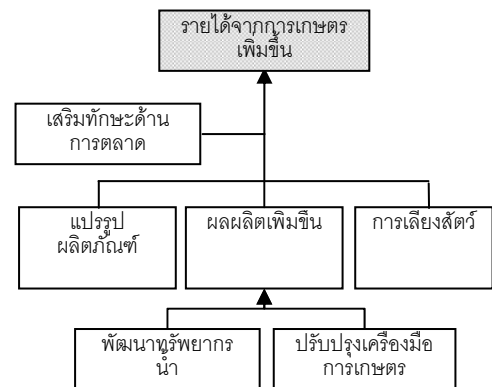 รายได้จากการเกษตร
เพิ่มขึ้น
เสริมทักษะด้าน
การตลาด
แปรรูป
ผลิตภัณฑ์
ผลผลิตเพิมขึน
การเลียงสัตว์
พัฒนาทรัพยากร
น้ำ
ปรับปรุงเครื่องมือ
การเกษตร